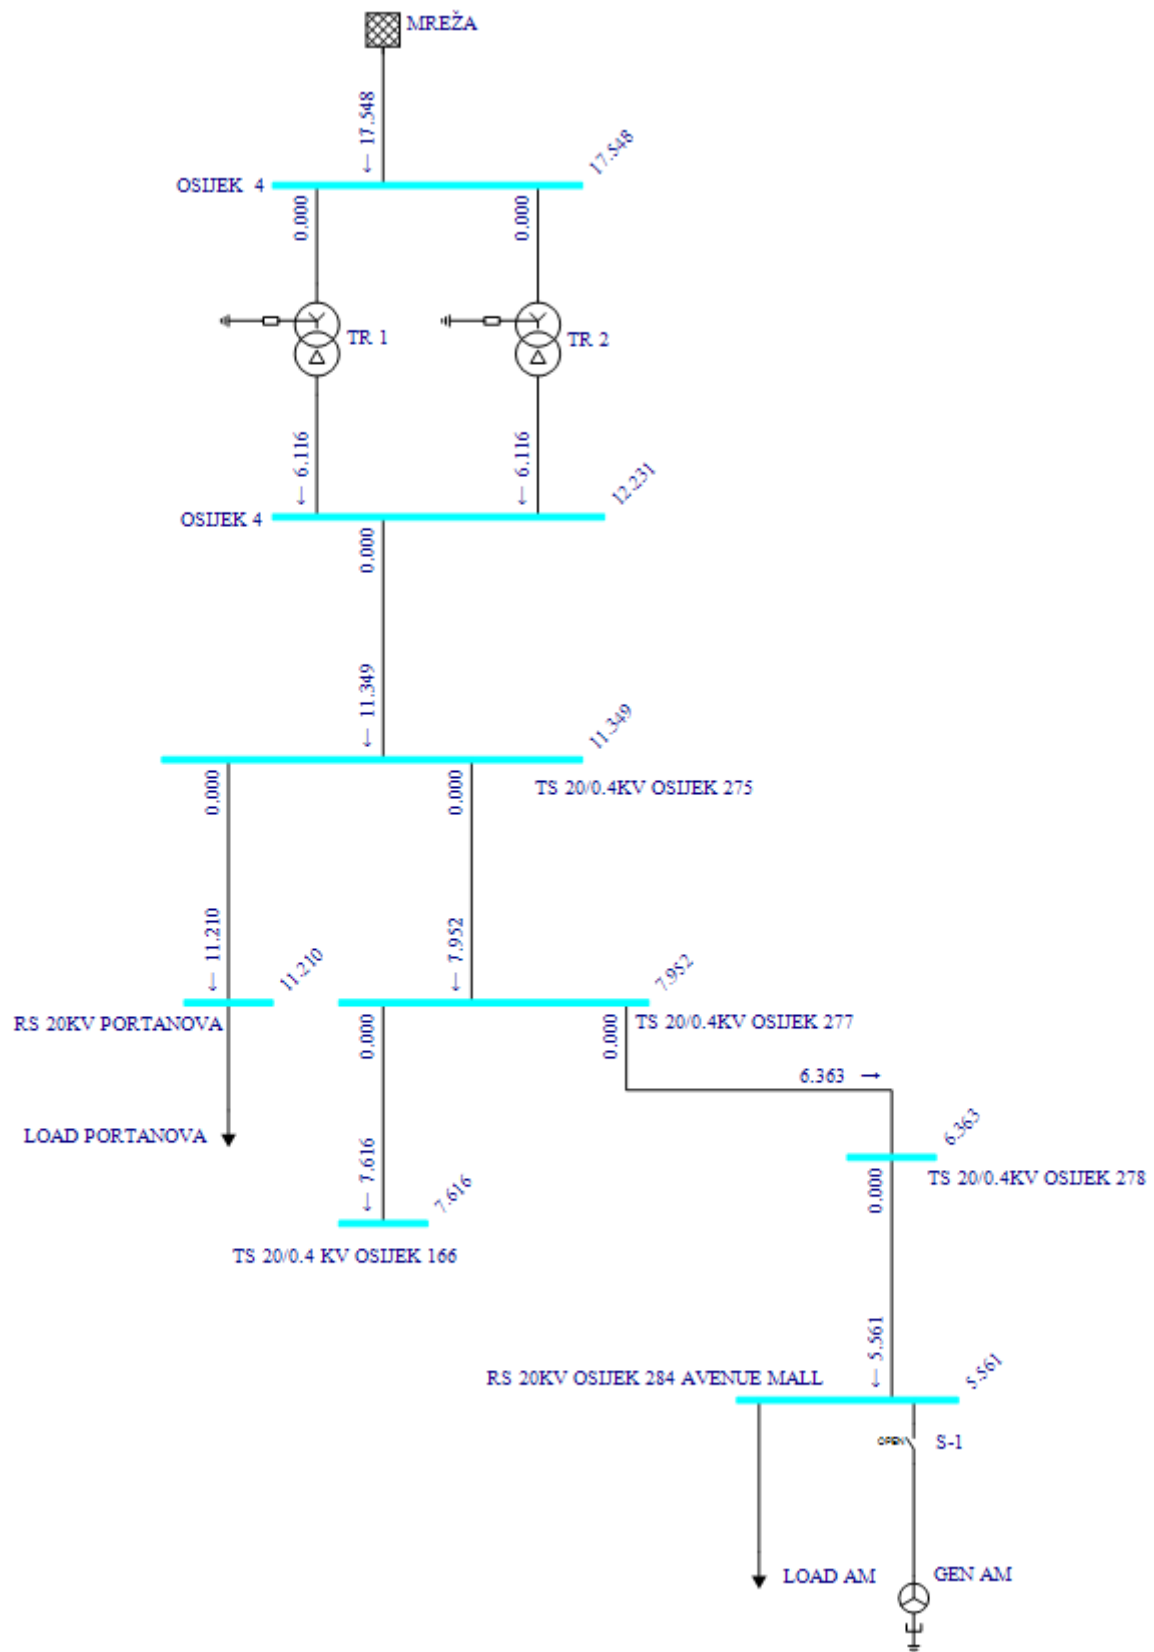 MREŽA
← 17.548
17.548
OSIJEK  4
0.000
0.000
TR 1
TR 2
← 6.116
← 6.116
12.231
OSIJEK 4
0.000
← 11.349
11.349
TS 20/0.4KV OSIJEK 275
0.000
0.000
← 11.210
← 7.952
11.210
7.952
RS 20KV PORTANOVA
TS 20/0.4KV OSIJEK 277
0.000
0.000
6.363 →
LOAD PORTANOVA
6.363
← 7.616
7.616
TS 20/0.4KV OSIJEK 278
0.000
TS 20/0.4 KV OSIJEK 166
← 5.561
5.561
RS 20KV OSIJEK 284 AVENUE MALL
OPEN
S-1
LOAD AM
GEN AM